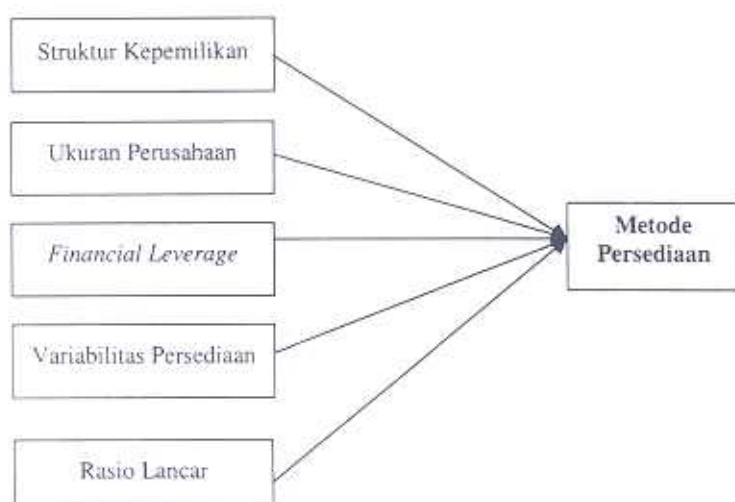 Struktur Kepemilikan
Ukuran Perusahaan
Financial Leverage
Variabilitas Persediaan
Rasio Lancar
Metode
Persediaan